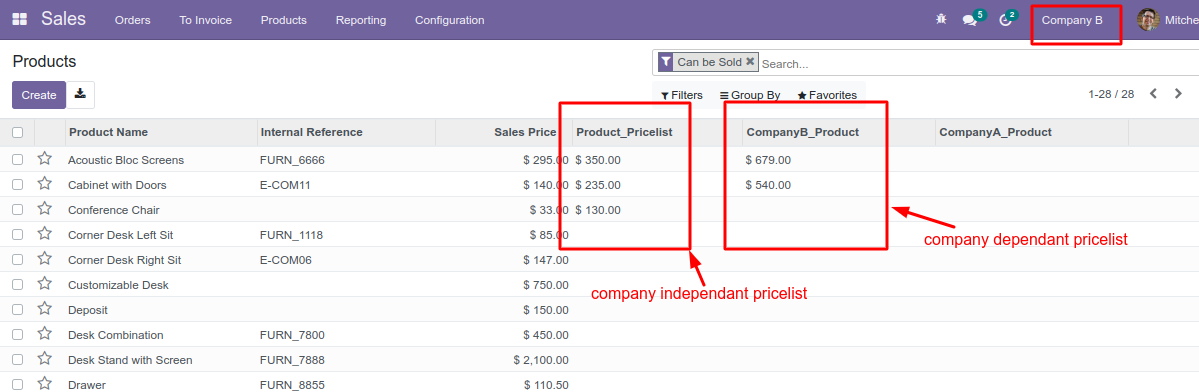 Sales Orders To Invoice Products Reporting Configuration 5 2 Company B Mitche
Products Can be Sold Search...
Create Filters Group By Favorites 1-28 / 28
Product Name Internal Reference Sales Price Product_Pricelist CompanyB_Product CompanyA_Product
Acoustic Bloc Screens FURN_6666 $ 295.00 $ 350.00 $ 679.00
Cabinet with Doors E-COM11 $ 140.00 $ 235.00 $ 540.00
Conference Chair $ 33.00 $ 130.00
Corner Desk Left Sit FURN_1118 $ 85.00
company dependant pricelist
Corner Desk Right Sit E-COM06 $ 147.00
Customizable Desk $ 750.00
company independant pricelist
Deposit $ 150.00
Desk Combination FURN_7800 $ 450.00
Desk Stand with Screen FURN_7888 $ 2,100.00
Drawer FURN_8855 $ 110.50